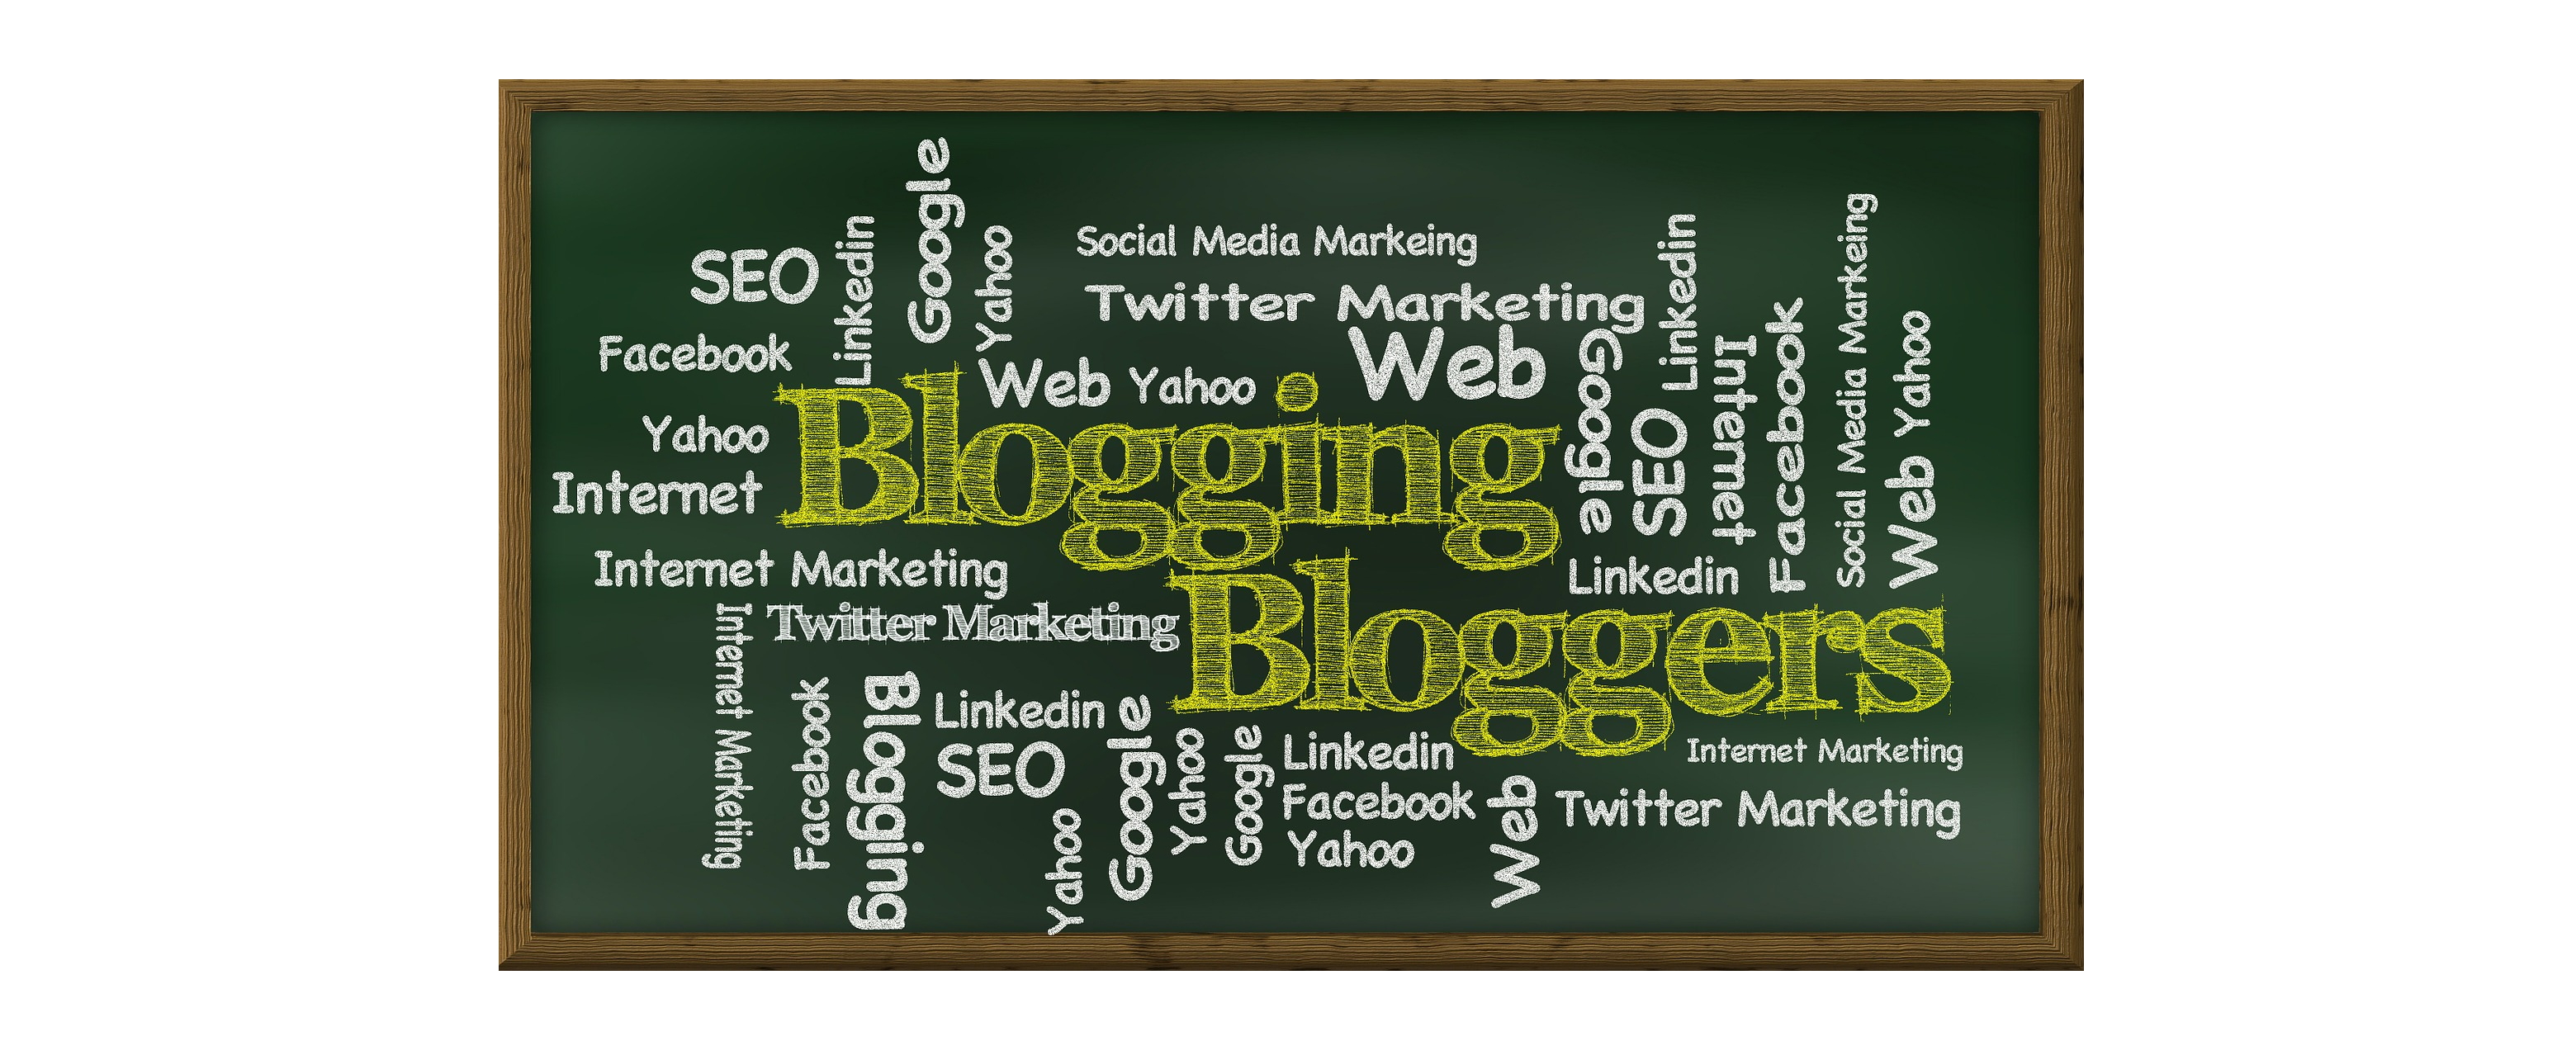 Google
Linkedin
Yahoo
SEO
Social Media Markeing
Twitter Marketing
Linkedin
Social Media Markeing
Facebook
Web
Yahoo
Web
Google
SEO
Internet
Facebook
Yahoo
Web
Yahoo
Internet
Blogging
Internet Marketing
Linkedin
Twitter Marketing
Bloggers
Internet Marketing
Facebook
Blogging
Linkedin
SEO
Yahoo
Google
Yahoo
Google
Linkedin
Facebook
Yahoo
Web
Internet Marketing
Twitter Marketing